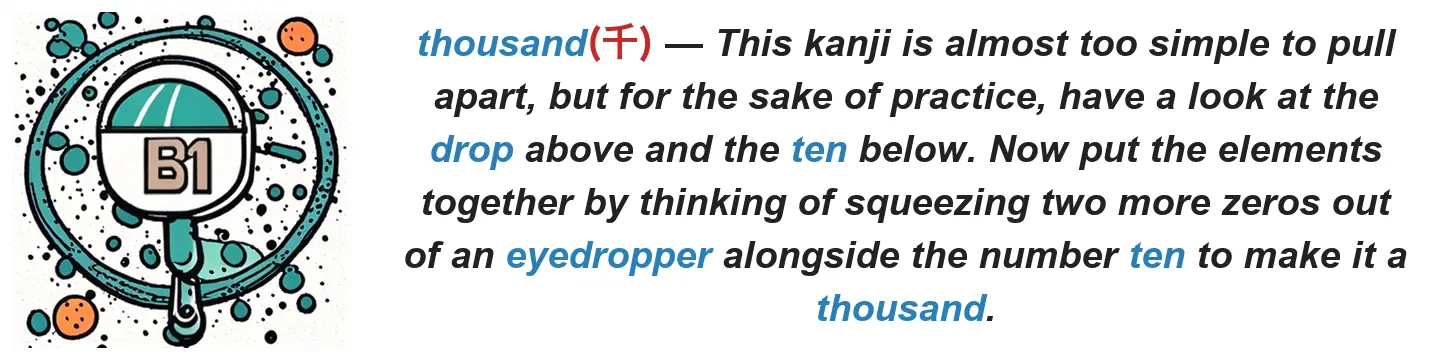 B1
thousand(千) — This kanji is almost too simple to pull
apart, but for the sake of practice, have a look at the
drop above and the ten below. Now put the elements
together by thinking of squeezing two more zeros out
of an eyedropper alongside the number ten to make it a
thousand.